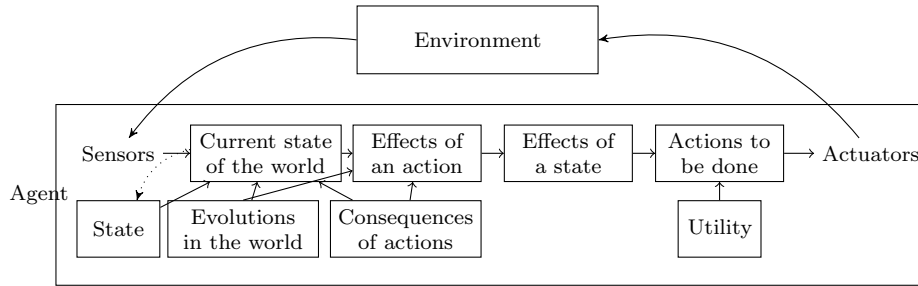 Environment
Sensors
Current state
of the world
Effects of
an action
Effects of
a state
Actions to
be done
Actuators
Agent
State
Evolutions
in the world
Consequences
of actions
Utility